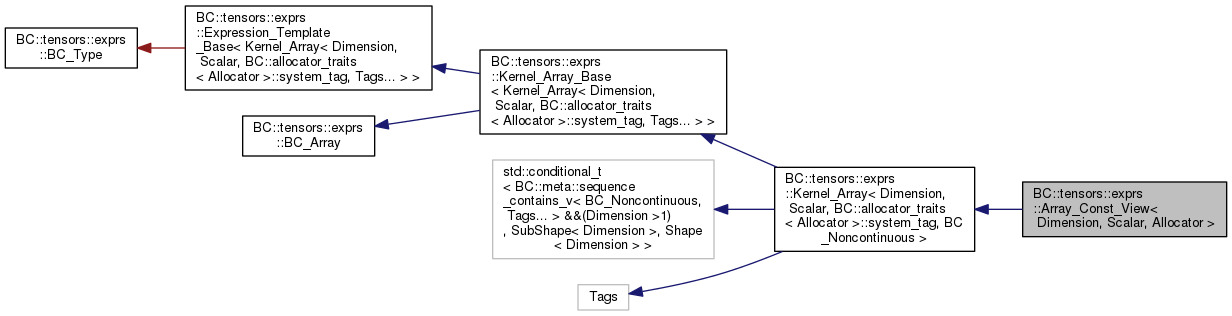 BC::tensors::exprs
::BC_Type
BC::tensors::exprs
::Expression_Template
_Base< Kernel_Array< Dimension,
Scalar, BC::allocator_traits
< Allocator >::system_tag, Tags... > >
BC::tensors::exprs
::BC_Array
BC::tensors::exprs
::Kernel_Array_Base
< Kernel_Array< Dimension,
Scalar, BC::allocator_traits
< Allocator >::system_tag, Tags... > >
std::conditional_t
< BC::meta::sequence
_contains_v< BC_Noncontinuous,
Tags... > &&(Dimension >1)
, SubShape< Dimension >, Shape
< Dimension > >
Tags
BC::tensors::exprs
::Kernel_Array< Dimension,
Scalar, BC::allocator_traits
< Allocator >::system_tag, BC
_Noncontinuous >
BC::tensors::exprs
::Array_Const_View<
Dimension, Scalar, Allocator >